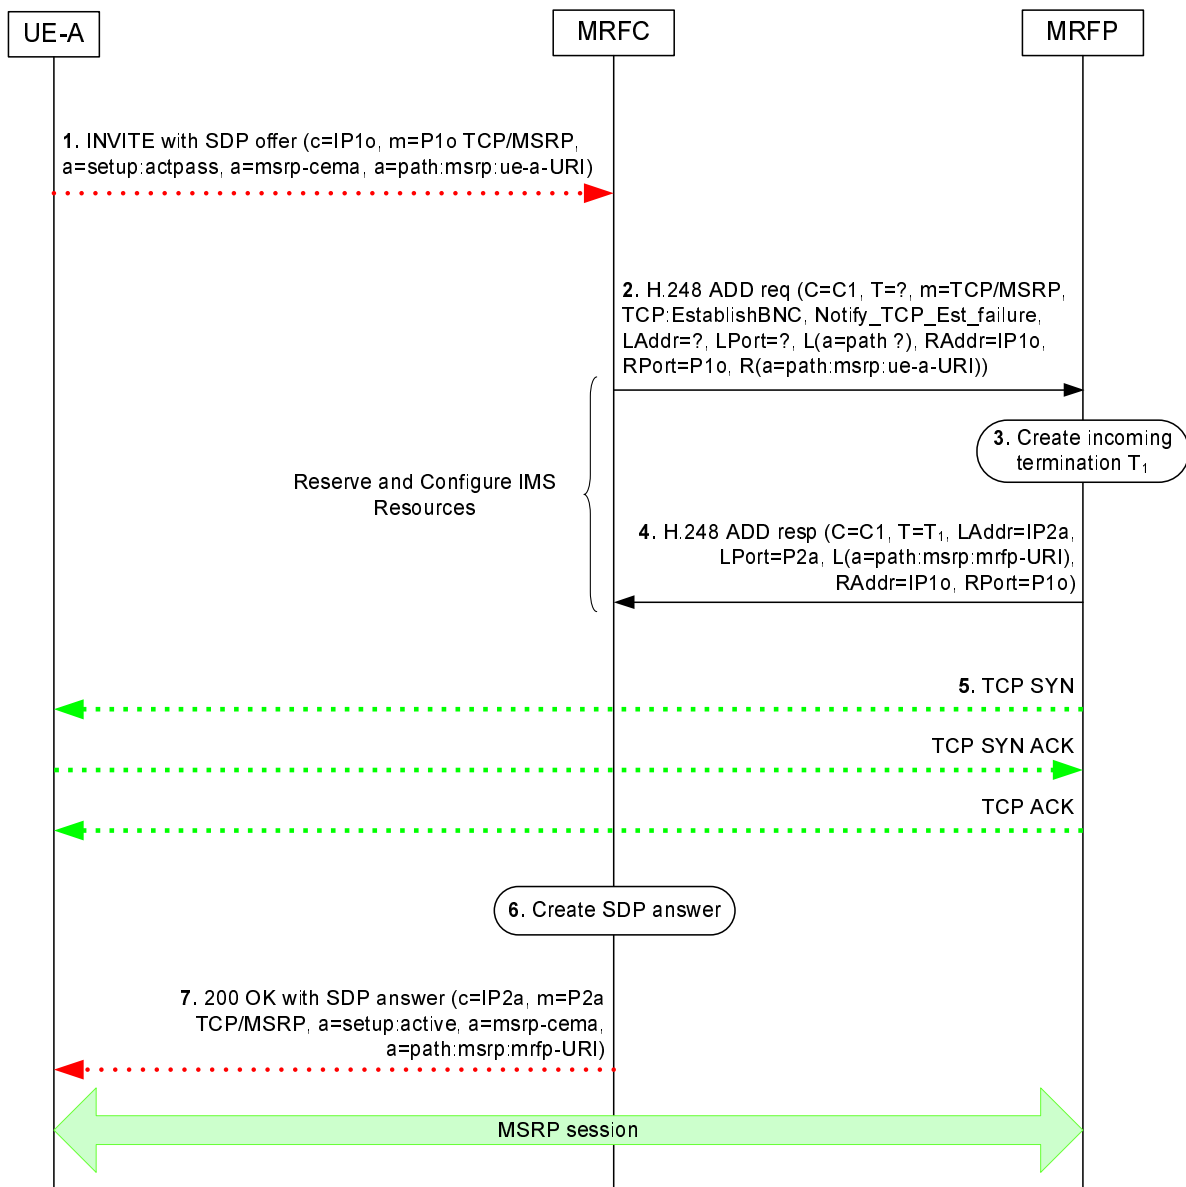 UE-A
MRFC
MRFP
1. INVITE with SDP offer (c=IP1o, m=P1o TCP/MSRP,
a=setup:actpass, a=msrp-cema, a=path:msrp:ue-a-URI)
2. H.248 ADD req (C=C1, T=?, m=TCP/MSRP,
TCP:EstablishBNC, Notify_TCP_Est_failure,
LAddr=?, LPort=?, L(a=path ?), RAddr=IP1o,
RPort=P1o, R(a=path:msrp:ue-a-URI))
3. Create incoming
termination T1
Reserve and Configure IMS
Resources
4. H.248 ADD resp (C=C1, T=T1, LAddr=IP2a,
LPort=P2a, L(a=path:msrp:mrfp-URI),
RAddr=IP1o, RPort=P1o)
5. TCP SYN
TCP SYN ACK
TCP ACK
6. Create SDP answer
7. 200 OK with SDP answer (c=IP2a, m=P2a
TCP/MSRP, a=setup:active, a=msrp-cema,
a=path:msrp:mrfp-URI)
MSRP session